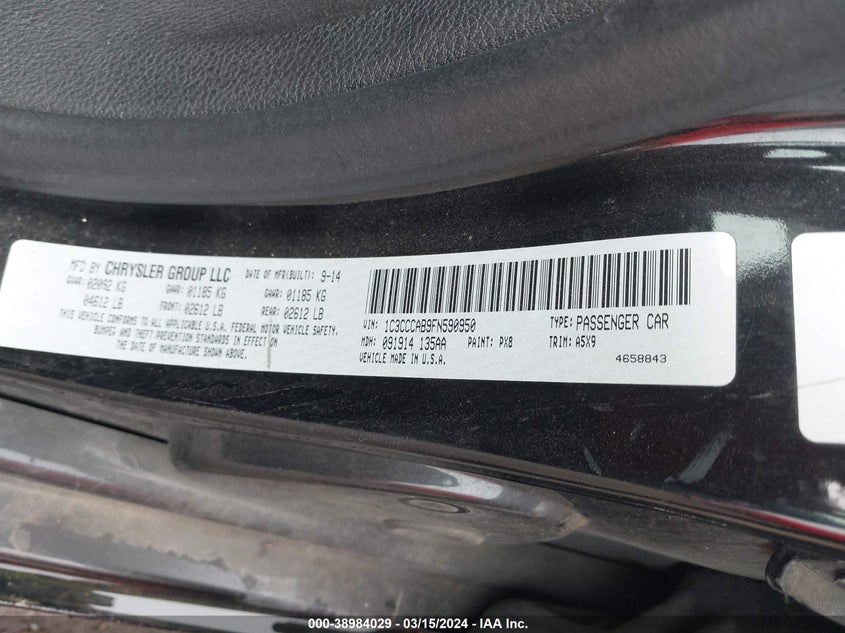 MFD BY CHRYSLER GROUP LLC DATE OF MFR(BUILT): 9-14
GVWR: 02092 KG GAWR: 01185 KG GAWR: 01185 KG
04612 LB FRONT: 02612 LB REAR: 02612 LB
THIS VEHICLE CONFORMS TO ALL APPLICABLE U.S.A. FEDERAL MOTOR VEHICLE SAFETY,
BUMPER, AND THEFT PREVENTION STANDARDS IN EFFECT ON
THE DATE OF MANUFACTURE SHOWN ABOVE.
VIN: 1C3CCCAB9FN590950 TYPE: PASSENGER CAR
MDH: 091914 135AA PAINT: PX8 TRIM: A5X9
VEHICLE MADE IN U.S.A. 4658843
000-38984029 - 03/15/2024 - IAA Inc.